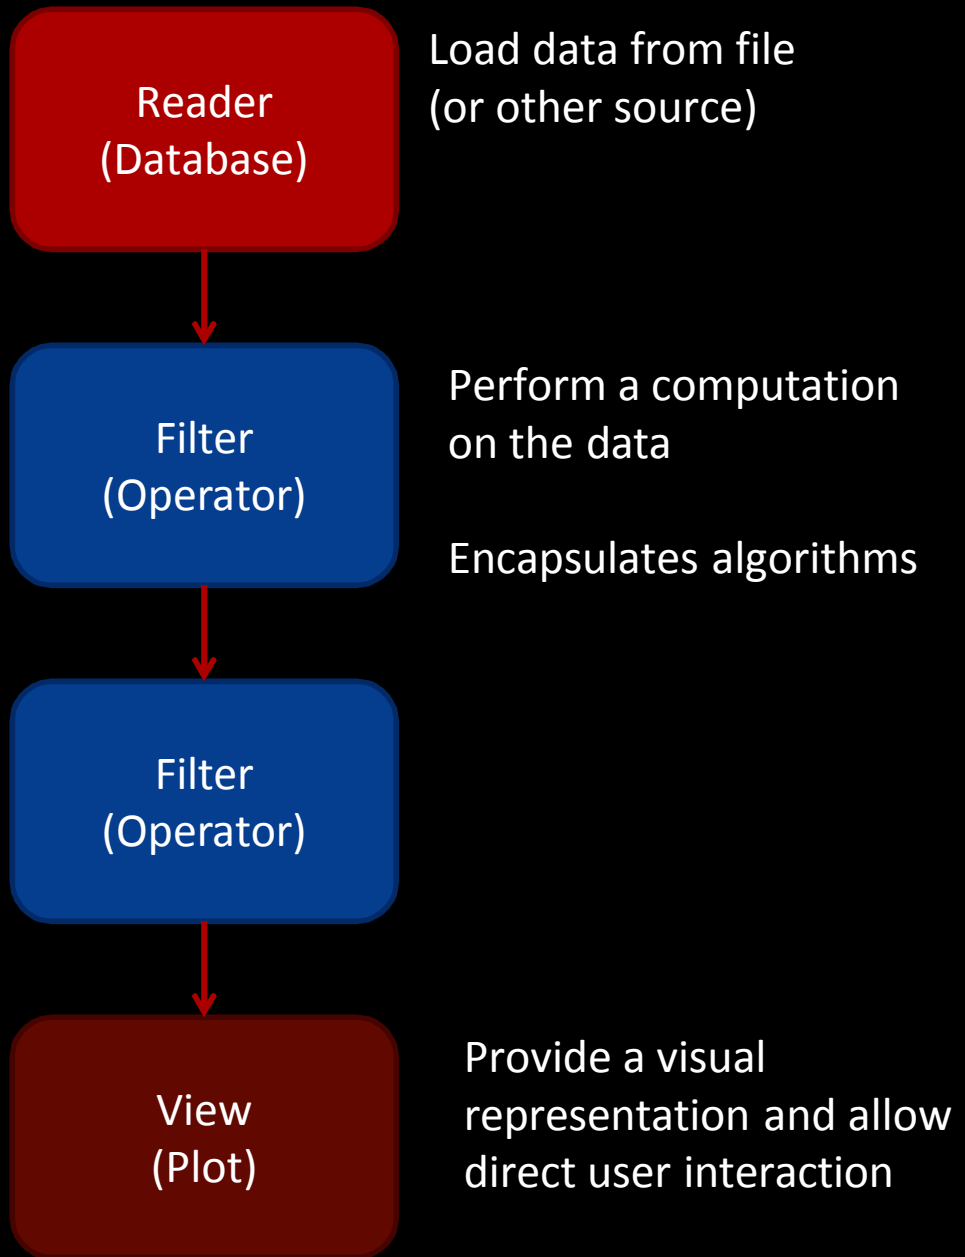 Reader
(Database)
Load data from file
(or other source)
Filter
(Operator)
Perform a computation
on the data
Encapsulates algorithms
Filter
(Operator)
View
(Plot)
Provide a visual
representation and allow
direct user interaction